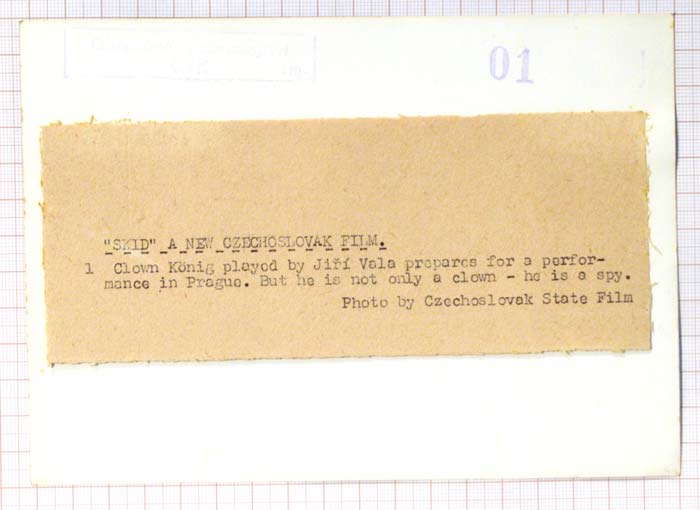 01
"SKID" A NEW CZECHOSLOVAK FILM.
1 Clown König played by Jiří Vala prepares for a perfor-
mance in Prague. But he is not only a clown - he is a spy.
Photo by Czechoslovak State Film